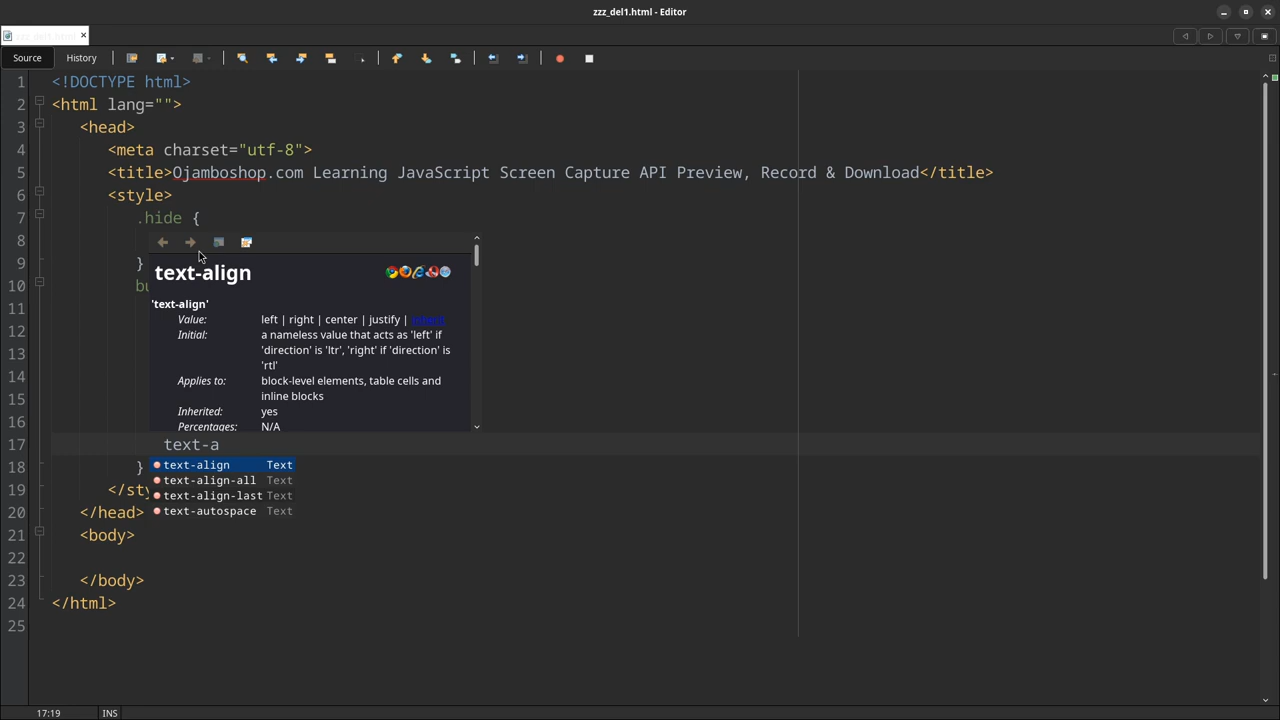 zzz_del1.html - Editor
Source History
1 <!DOCTYPE html>
2 <html lang="">
3 <head>
4 <meta charset="utf-8">
5 <title>Ojamboshop.com Learning JavaScript Screen Capture API Preview, Record & Download</title>
6 <style>
7 .hide {
8
9 }
10 bu
11
12
13
14
15
16
text-align
'text-align'
Value: left | right | center | justify |
Initial: a nameless value that acts as 'left' if
'direction' is 'ltr', 'right' if 'direction' is
'rtl'
Applies to: block-level elements, table cells and
inline blocks
Inherited: yes
Percentages: N/A
17 text-a
18 }
text-align Text
text-align-all Text
text-align-last Text
text-autospace Text
19 </sty
20 </head>
21 <body>
22
23 </body>
24 </html>
25
17:19 INS